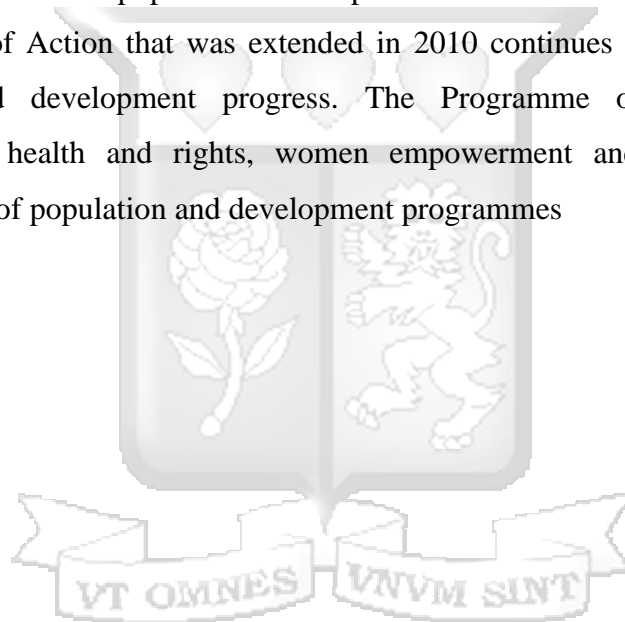 of Action that was extended in 2010 continues
development progress. The Programme
health and rights, women empowerment
of population and development programmes
VT OMNES VNVM SINT